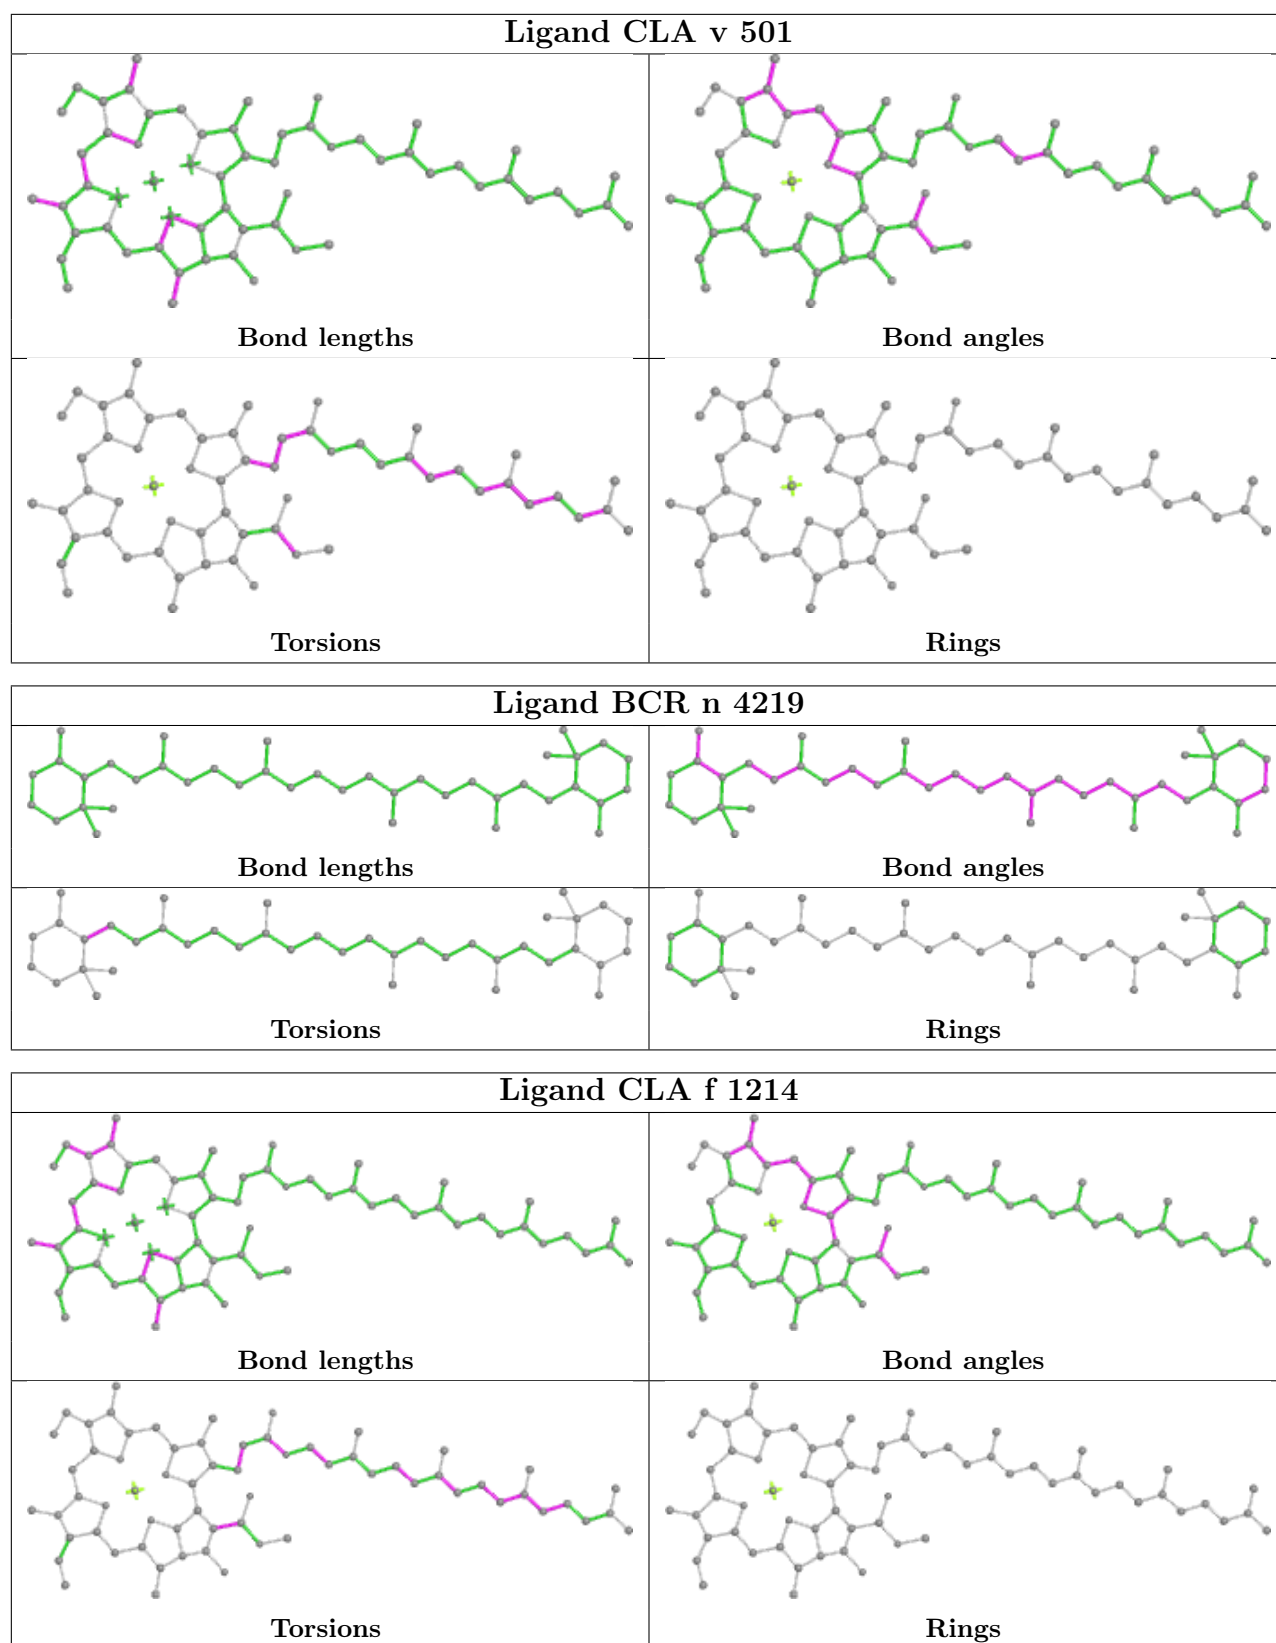 Ligand CLA v 501
Bond lengths
Bond angles
Torsions
Rings
Ligand BCR n 4219
Bond lengths
Bond angles
Torsions
Rings
Ligand CLA f 1214
Bond lengths
Bond angles
Torsions
Rings